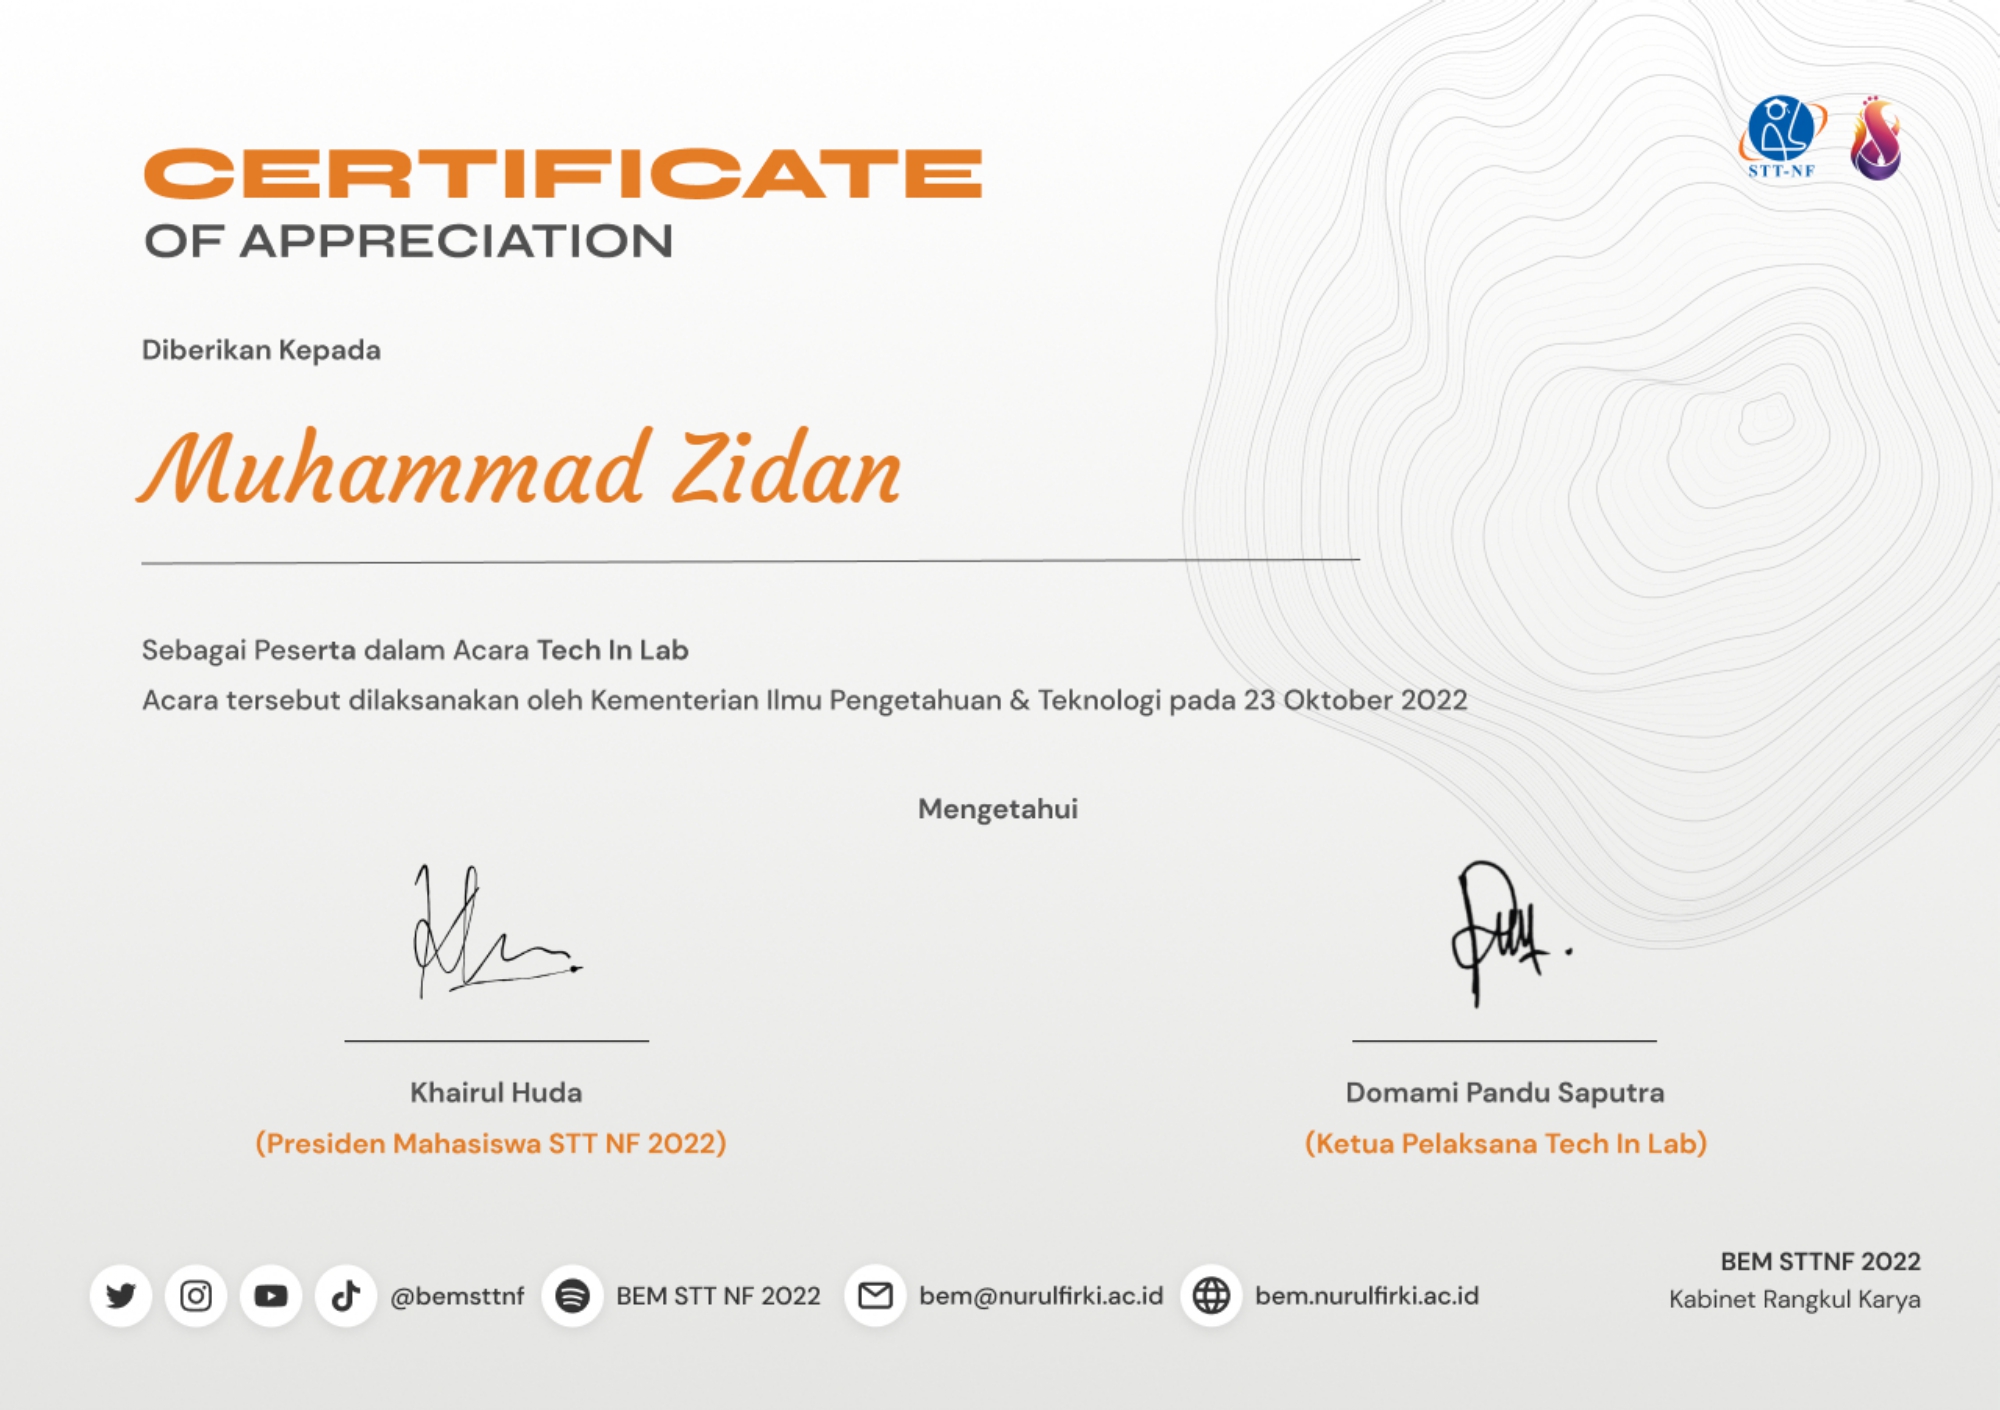 STT-NF
CERTIFICATE
OF APPRECIATION
Diberikan Kepada
Muhammad Zidan
Sebagai Peserta dalam Acara Tech In Lab
Acara tersebut dilaksanakan oleh Kementerian Ilmu Pengetahuan & Teknologi pada 23 Oktober 2022
Mengetahui
Khairul Huda
(Presiden Mahasiswa STT NF 2022)
Domami Pandu Saputra
(Ketua Pelaksana Tech In Lab)
@bemsttnf
BEM STT NF 2022
bem@nurulfirki.ac.id
bem.nurulfirki.ac.id
BEM STTNF 2022
Kabinet Rangkul Karya